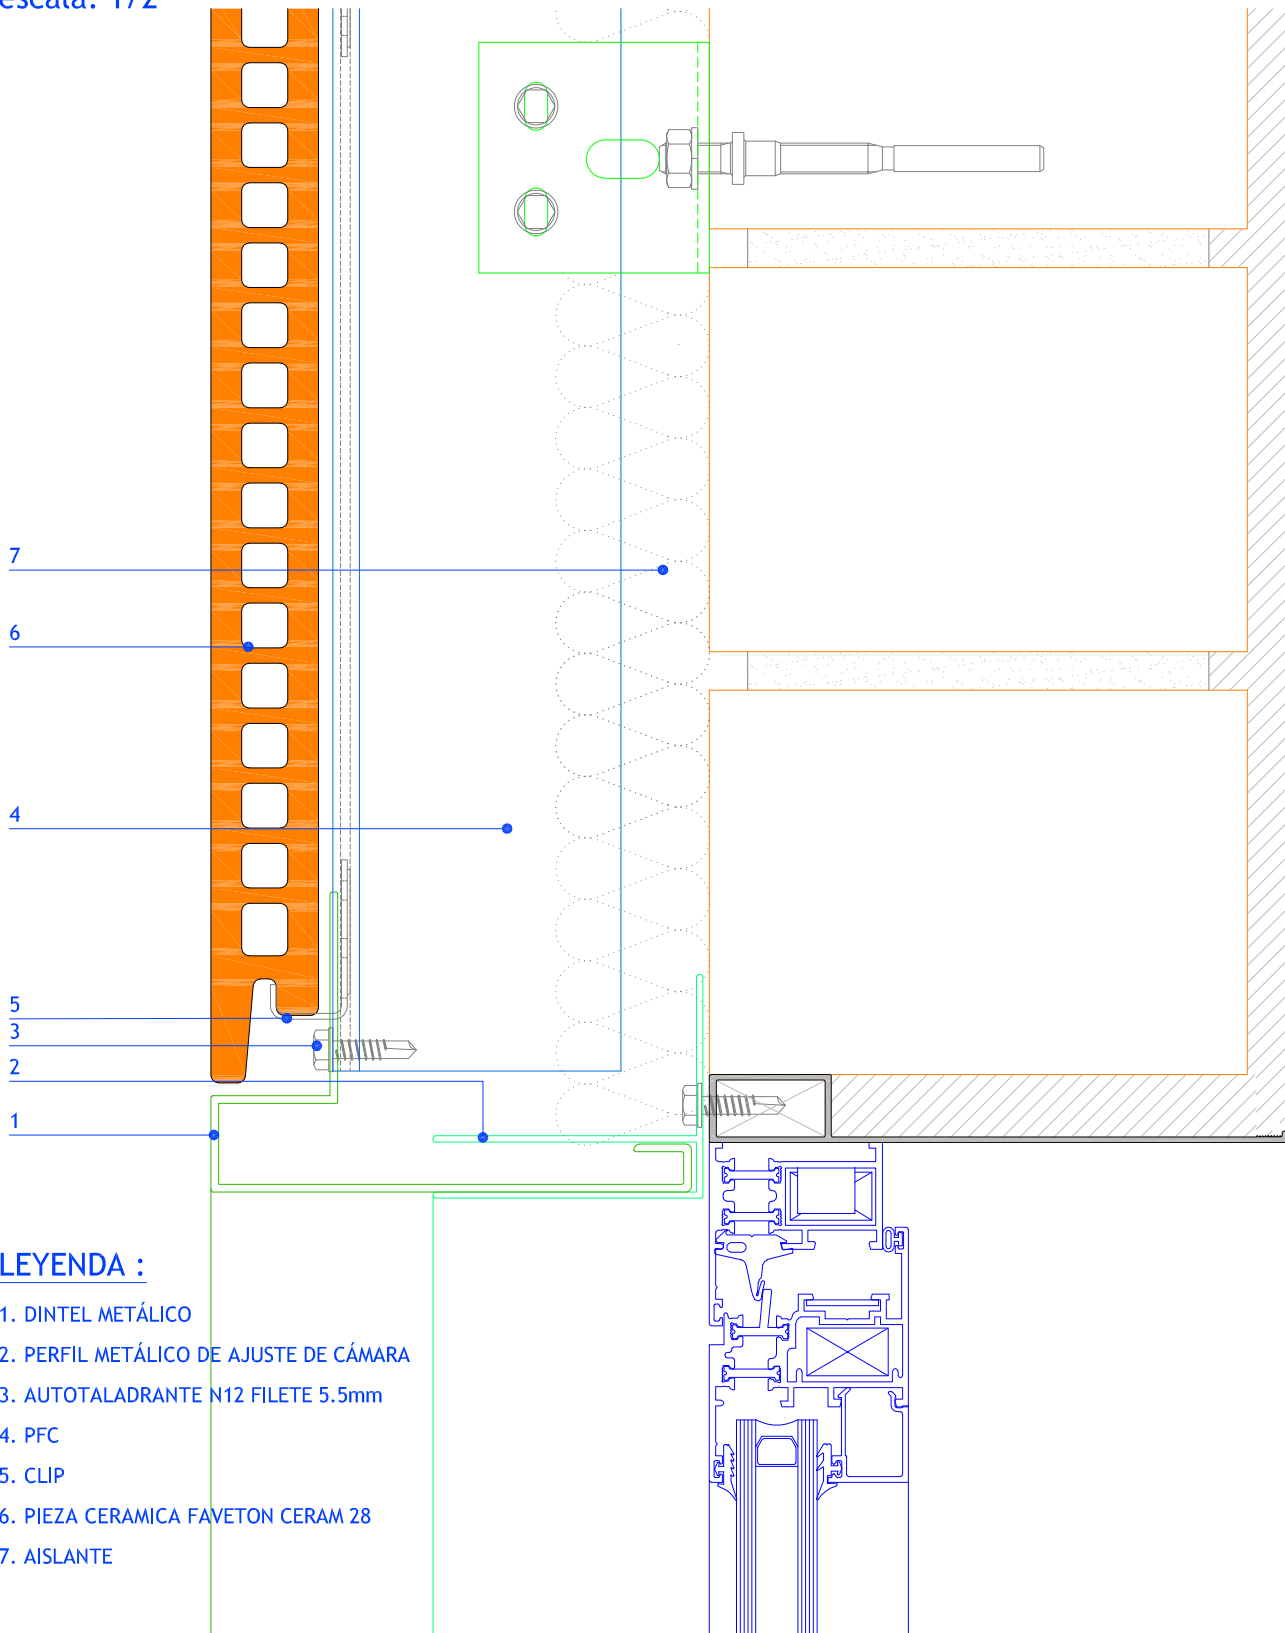 escala: 1/2
7
6
4
5
3
2
1
LEYENDA :
1. DINTEL METÁLICO
2. PERFIL METÁLICO DE AJUSTE DE CÁMARA
3. AUTOTALADRANTE N12 FILETE 5.5mm
4. PFC
5. CLIP
6. PIEZA CERAMICA FAVETON CERAM 28
7. AISLANTE